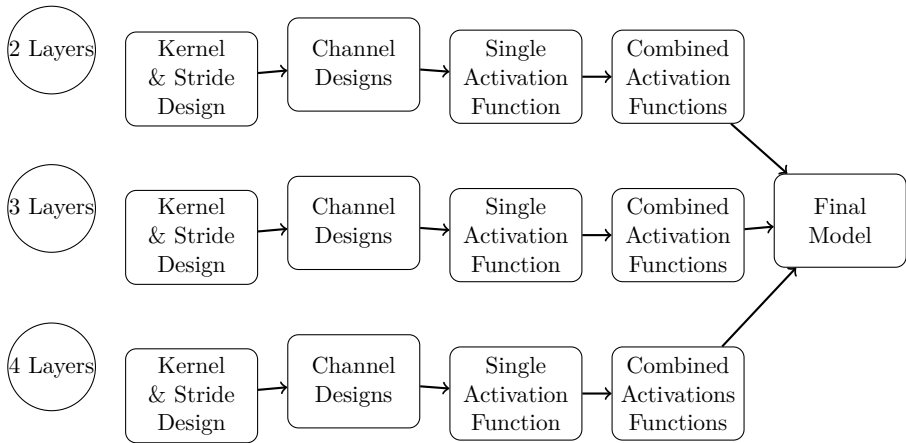 2 Layers
Kernel
& Stride
Design
Channel
Designs
Single
Activation
Function
Combined
Activation
Functions
3 Layers
Kernel
& Stride
Design
Channel
Designs
Single
Activation
Function
Combined
Activation
Functions
Final
Model
4 Layers
Kernel
& Stride
Design
Channel
Designs
Single
Activation
Function
Combined
Activations
Functions